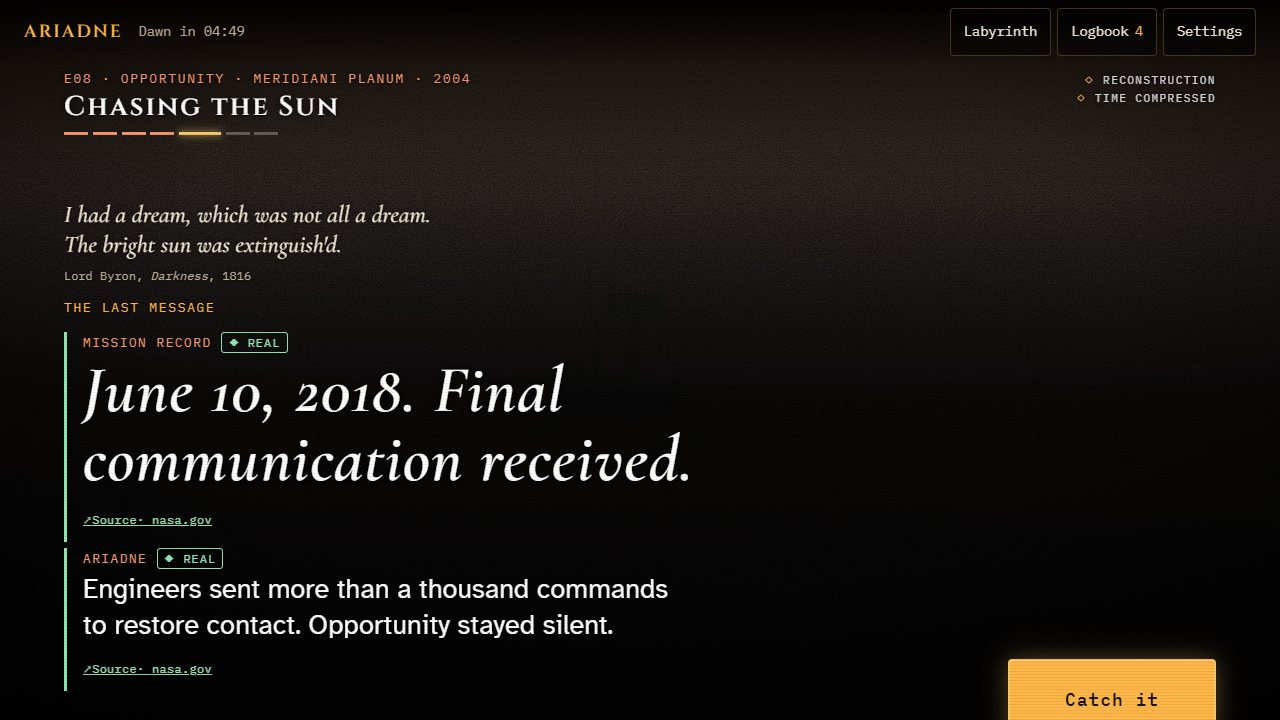 ARIADNE Dawn in 04:49 Labyrinth Logbook 4 Settings
E08 · OPPORTUNITY · MERIDIANI PLANUM · 2004
Chasing the Sun
◇ RECONSTRUCTION
◇ TIME COMPRESSED
I had a dream, which was not all a dream.
The bright sun was extinguish'd.
Lord Byron, Darkness, 1816
THE LAST MESSAGE
MISSION RECORD ◆ REAL
June 10, 2018. Final
communication received.
↗Source· nasa.gov
ARIADNE ◆ REAL
Engineers sent more than a thousand commands
to restore contact. Opportunity stayed silent.
↗Source· nasa.gov
Catch it